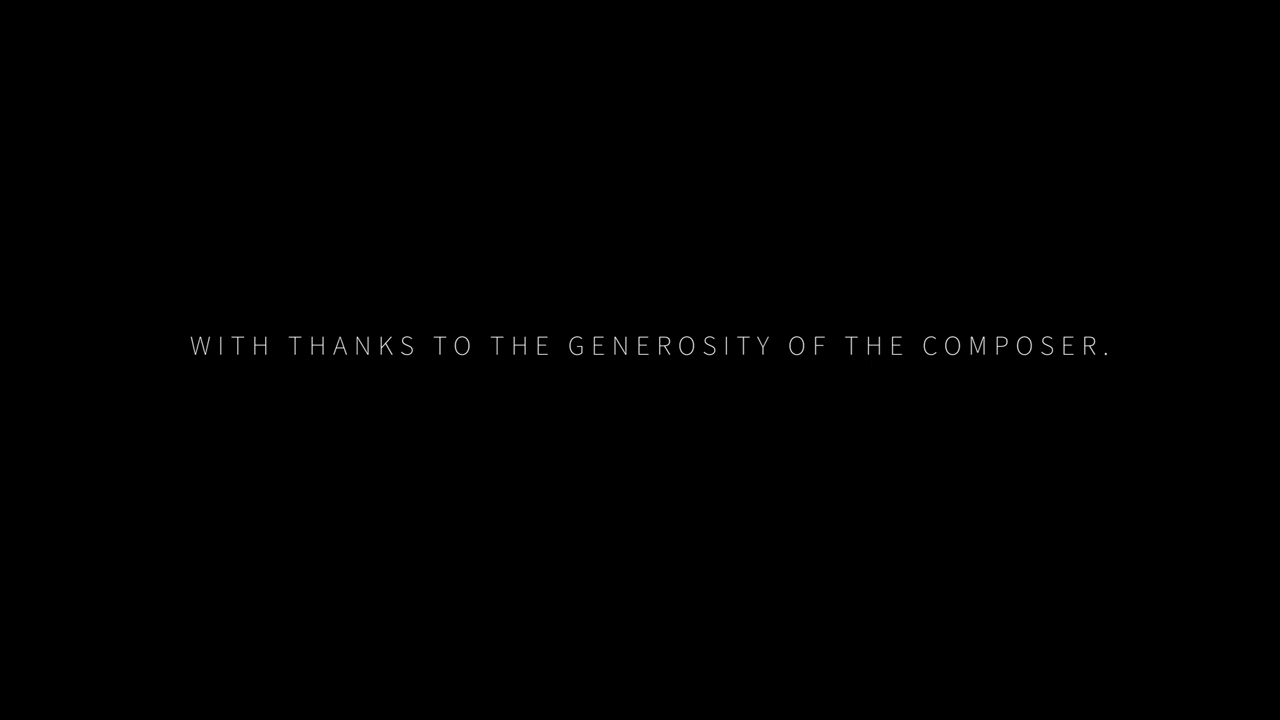 WITH THANKS TO THE GENEROSITY OF THE COMPOSER.